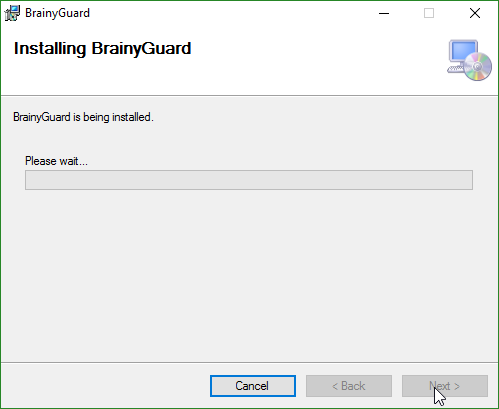 BrainyGuard
Installing BrainyGuard
BrainyGuard is being installed.
Please wait...
Cancel
< Back
Next >